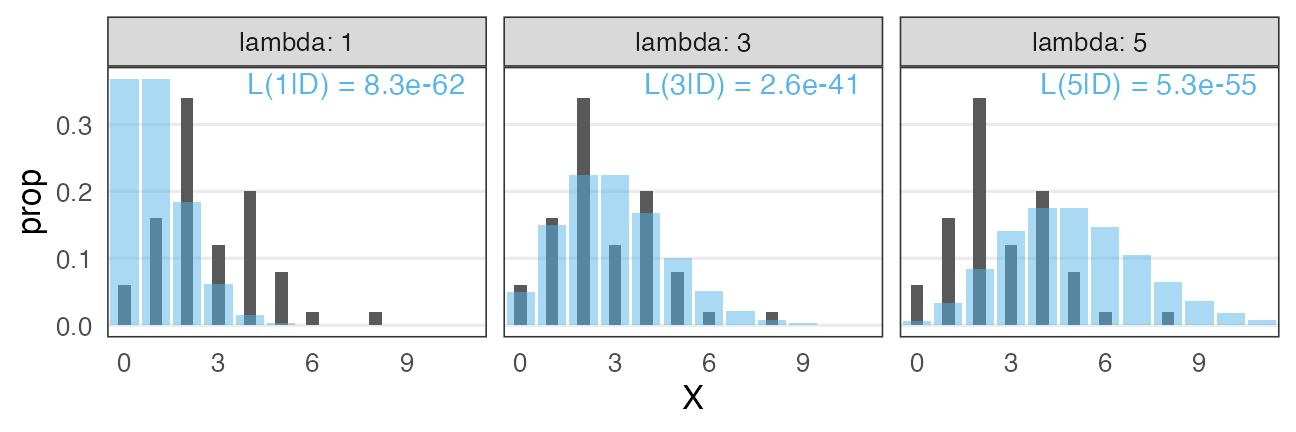 lambda: 1
lambda: 3
lambda: 5
L(1|D) = 8.3e-62
L(3|D) = 2.6e-41
L(5|D) = 5.3e-55
prop
0.3
0.2
0.1
0.0
0 3 6 9
0 3 6 9
0 3 6 9
X